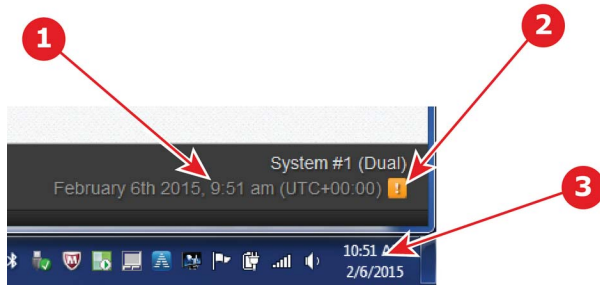 1
2
System #1 (Dual)
February 6th 2015, 9:51 am (UTC+00:00) !
3
10:51 A
2/6/2015